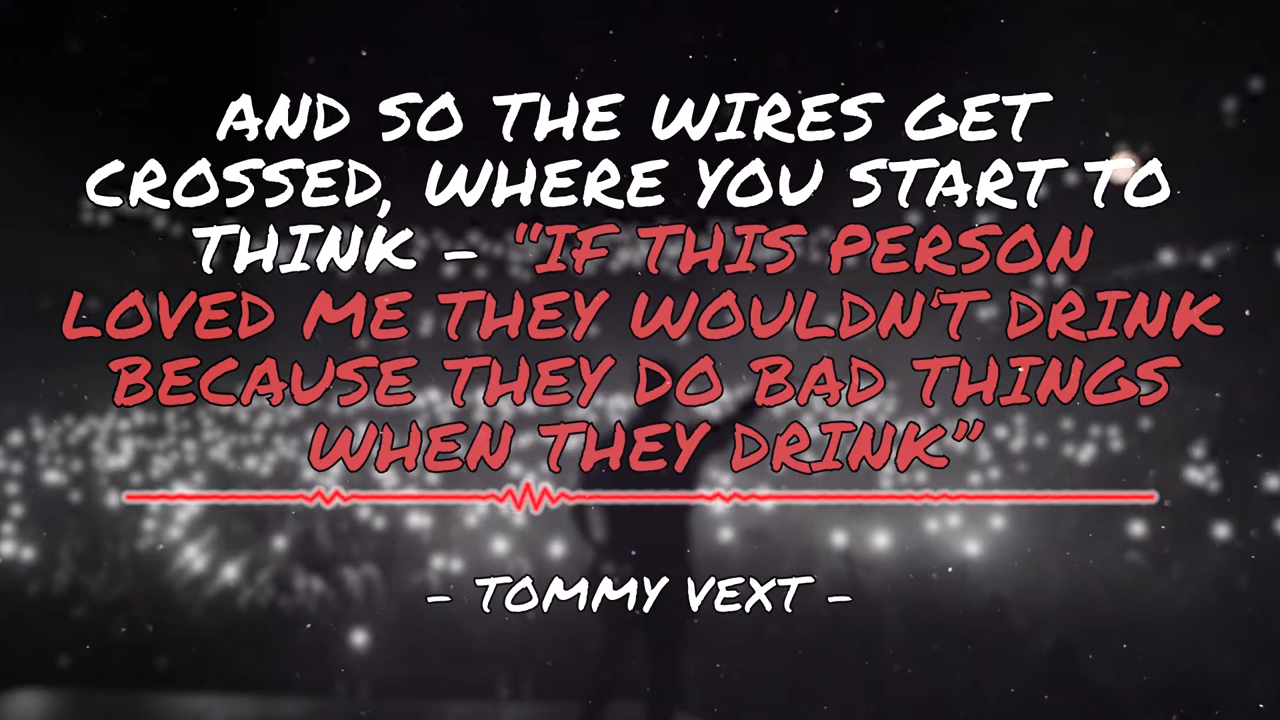 AND SO THE WIRES GET
CROSSED, WHERE YOU START TO
THINK - “IF THIS PERSON
LOVED ME THEY WOULDN'T DRINK
BECAUSE THEY DO BAD THINGS
WHEN THEY DRINK”
- TOMMY VEXT -